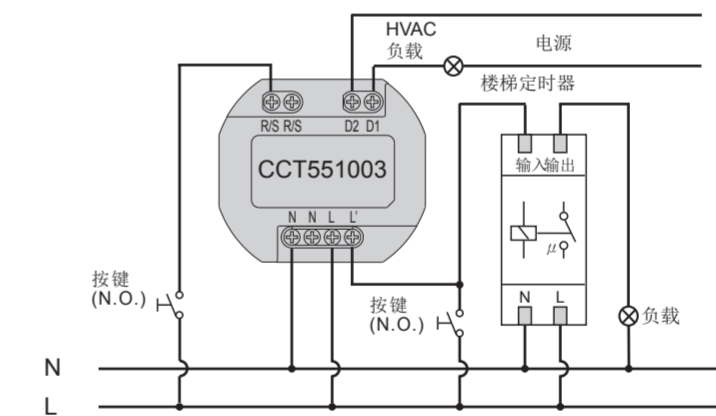 HVAC
负载
电源
楼梯定时器
R/S R/S
D2 D1
输入输出
CCT551003
N N L L'
μ
按键
(N.O.)
按键
(N.O.)
N L
负载
N
L